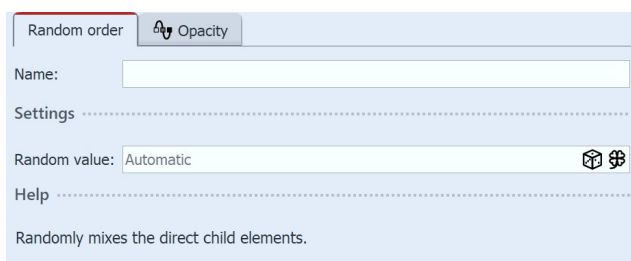 Random order
Opacity
Name:
Settings
Random value: Automatic
Help
Randomly mixes the direct child elements.